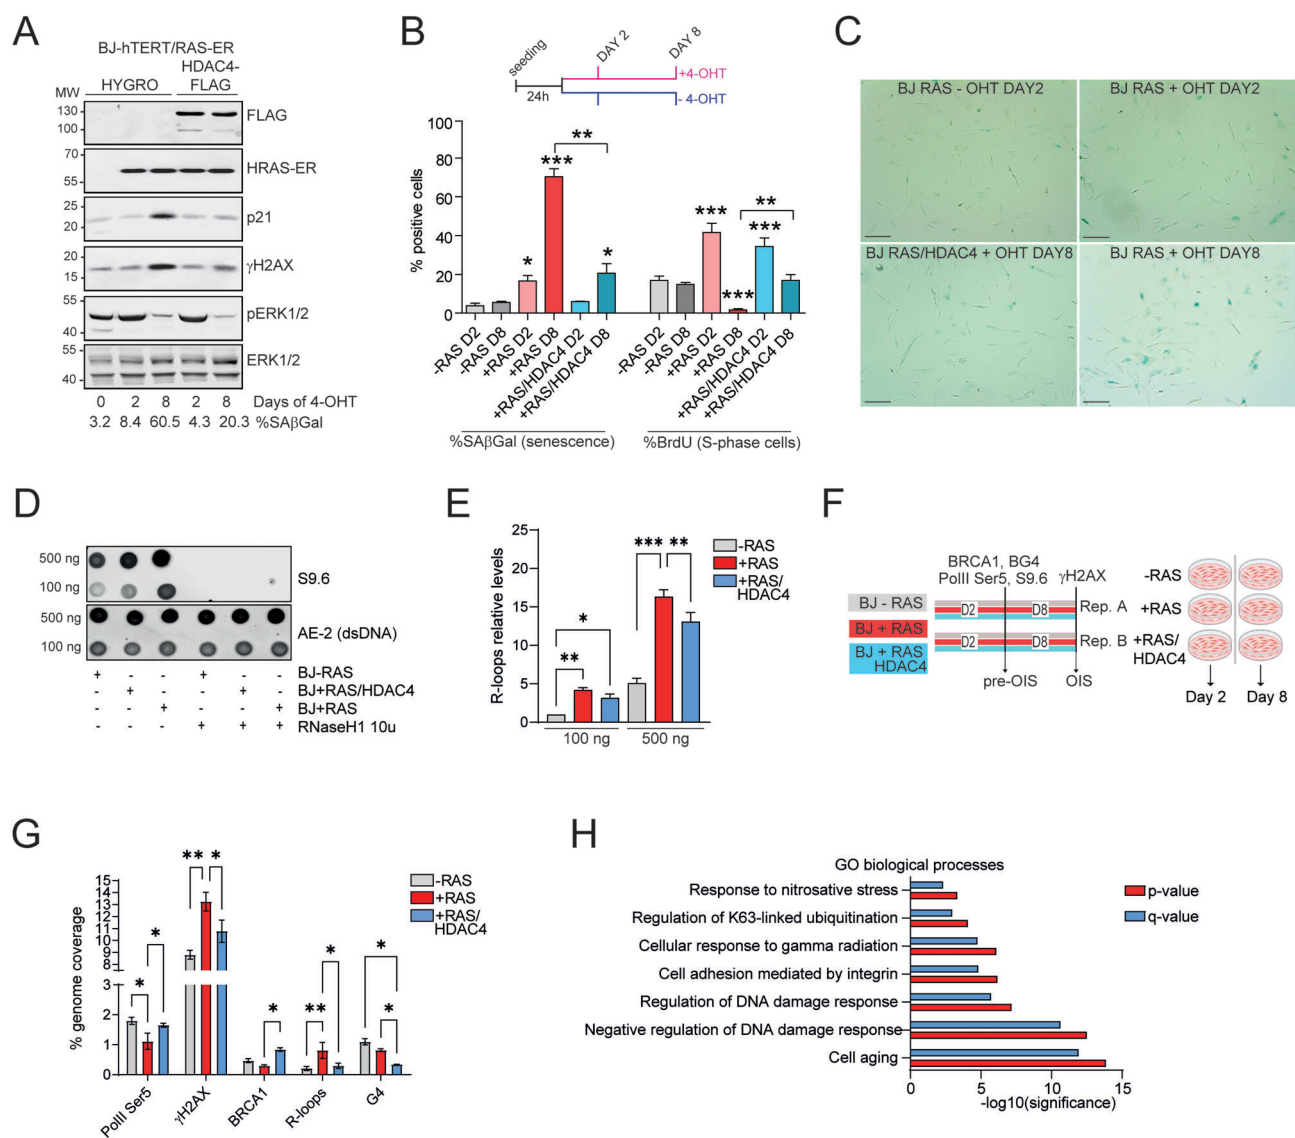 A
BJ-hTERT/RAS-ER
HDAC4-
HYGRO FLAG
MW
130
100
FLAG
70
55
HRAS-ER
25
20
p21
20
15
γH2AX
55
40
pERK1/2
55
40
ERK1/2
0 2 8 2 8 Days of 4-OHT
3.2 8.4 60.5 4.3 20.3 %SAβGal
B
seeding
DAY 2
DAY 8
24h
+4-OHT
- 4-OHT
% positive cells
100
80
60
40
20
0
* *** ** * *** *** *** **
-RAS D2
-RAS D8
+RAS D2
+RAS D8
+RAS/HDAC4 D2
+RAS/HDAC4 D8
-RAS D2
-RAS D8
+RAS D2
+RAS D8
+RAS/HDAC4 D2
+RAS/HDAC4 D8
%SAβGal (senescence)
%BrdU (S-phase cells)
C
BJ RAS - OHT DAY2
BJ RAS + OHT DAY2
BJ RAS/HDAC4 + OHT DAY8
BJ RAS + OHT DAY8
D
500 ng
100 ng
S9.6
500 ng
100 ng
AE-2 (dsDNA)
+ - - + - - BJ-RAS
- + - - + - BJ+RAS/HDAC4
- - + - - + BJ+RAS
- - - + + + RNaseH1 10u
E
R-loops relative levels
25
20
15
10
5
0
* ** *** **
100 ng
500 ng
-RAS
+RAS
+RAS/
HDAC4
F
BRCA1, BG4
PolII Ser5, S9.6
γH2AX
BJ - RAS
BJ + RAS
BJ + RAS
HDAC4
D2 D8 Rep. A
D2 D8 Rep. B
pre-OIS
OIS
-RAS
+RAS
+RAS/
HDAC4
Day 2
Day 8
G
% genome coverage
15
14
13
12
11
10
9
8
3
2
1
0
* * ** * * ** * * *
PolII Ser5
γH2AX
BRCA1
R-loops
G4
-RAS
+RAS
+RAS/
HDAC4
H
GO biological processes
Response to nitrosative stress
Regulation of K63-linked ubiquitination
Cellular response to gamma radiation
Cell adhesion mediated by integrin
Regulation of DNA damage response
Negative regulation of DNA damage response
Cell aging
0 5 10 15
-log10(significance)
p-value
q-value